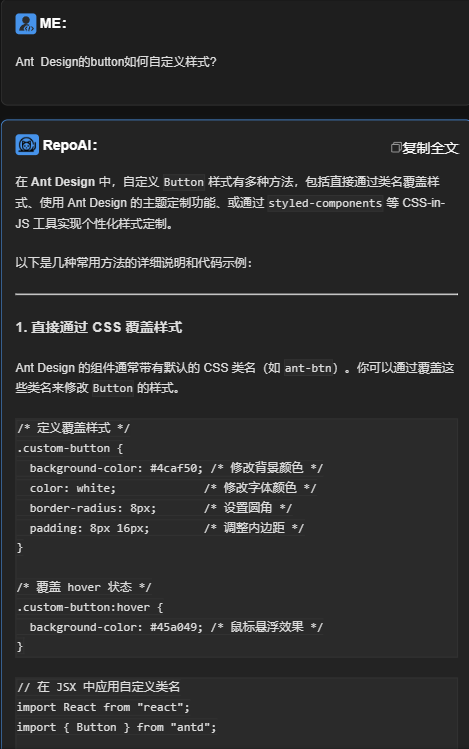 ME:
Ant Design的button如何自定义样式?
RepoAI:
复制全文
在 Ant Design 中，自定义 Button 样式有多种方法，包括直接通过类名覆盖样
式、使用 Ant Design 的主题定制功能、或通过 styled-components 等 CSS-in-
JS 工具实现个性化样式定制。
以下是几种常用方法的详细说明和代码示例：
1. 直接通过 CSS 覆盖样式
Ant Design 的组件通常带有默认的 CSS 类名（如 ant-btn）。你可以通过覆盖这
些类名来修改 Button 的样式。
/* 定义覆盖样式 */
.custom-button {
  background-color: #4caf50; /* 修改背景颜色 */
  color: white;             /* 修改字体颜色 */
  border-radius: 8px;       /* 设置圆角 */
  padding: 8px 16px;        /* 调整内边距 */
}
/* 覆盖 hover 状态 */
.custom-button:hover {
  background-color: #45a049; /* 鼠标悬浮效果 */
}
// 在 JSX 中应用自定义类名
import React from "react";
import { Button } from "antd";